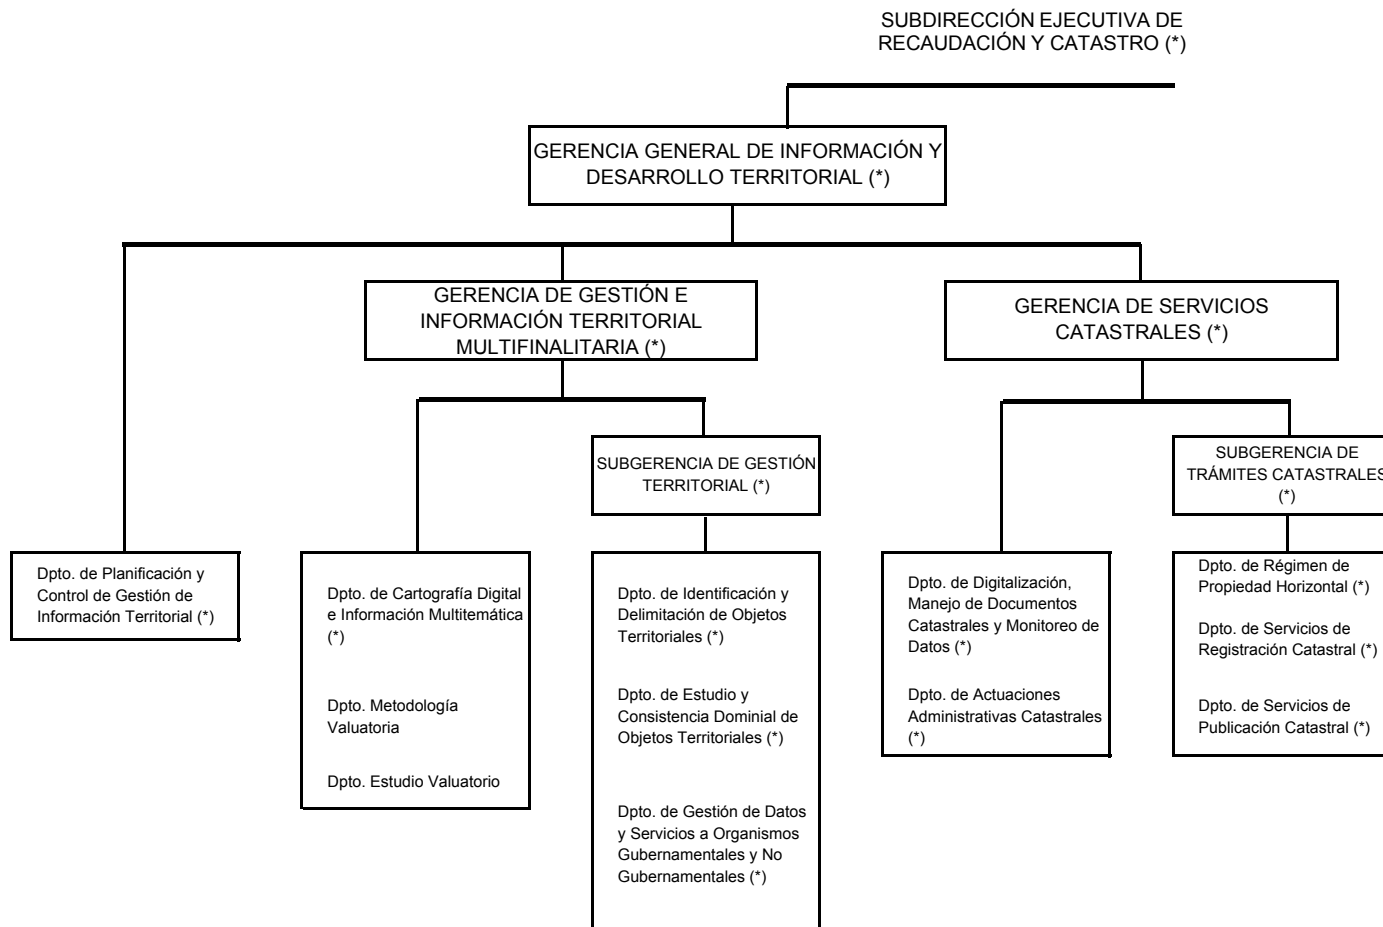 SUBDIRECCIÓN EJECUTIVA DE
RECAUDACIÓN Y CATASTRO (*)
GERENCIA GENERAL DE INFORMACIÓN Y
DESARROLLO TERRITORIAL (*)
GERENCIA DE GESTIÓN E
INFORMACIÓN TERRITORIAL
MULTIFINALITARIA (*)
GERENCIA DE SERVICIOS
CATASTRALES (*)
SUBGERENCIA DE GESTIÓN
TERRITORIAL (*)
SUBGERENCIA DE
TRÁMITES CATASTRALES
(*)
Dpto. de Planificación y
Control de Gestión de
Información Territorial (*)
Dpto. de Cartografía Digital
e Información Multitemática
(*)
Dpto. Metodología
Valuatoria
Dpto. Estudio Valuatorio
Dpto. de Identificación y
Delimitación de Objetos
Territoriales (*)
Dpto. de Estudio y
Consistencia Dominial de
Objetos Territoriales (*)
Dpto. de Gestión de Datos
y Servicios a Organismos
Gubernamentales y No
Gubernamentales (*)
Dpto. de Digitalización,
Manejo de Documentos
Catastrales y Monitoreo de
Datos (*)
Dpto. de Actuaciones
Administrativas Catastrales
(*)
Dpto. de Régimen de
Propiedad Horizontal (*)
Dpto. de Servicios de
Registración Catastral (*)
Dpto. de Servicios de
Publicación Catastral (*)